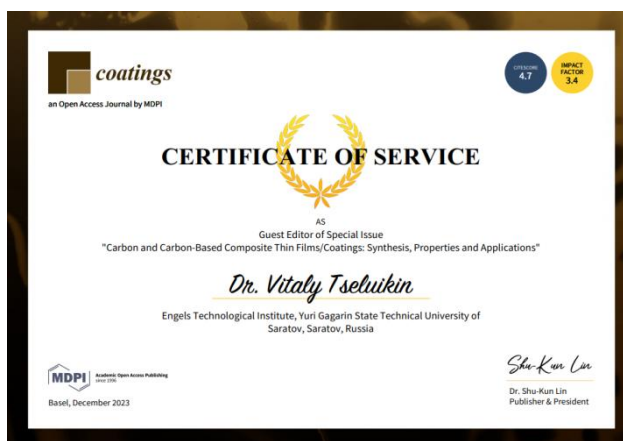 coatings
an Open Access Journal by MDPI
CITESCORE
4.7
IMPACT
FACTOR
3.4
CERTIFICATE OF SERVICE
AS
Guest Editor of Special Issue
"Carbon and Carbon-Based Composite Thin Films/Coatings: Synthesis, Properties and Applications"
Dr. Vitaly Tseluikin
Engels Technological Institute, Yuri Gagarin State Technical University of
Saratov, Saratov, Russia
MDPI
Academic Open Access Publishing
since 1996
Basel, December 2023
Shu-Kun Lin
Dr. Shu-Kun Lin
Publisher & President